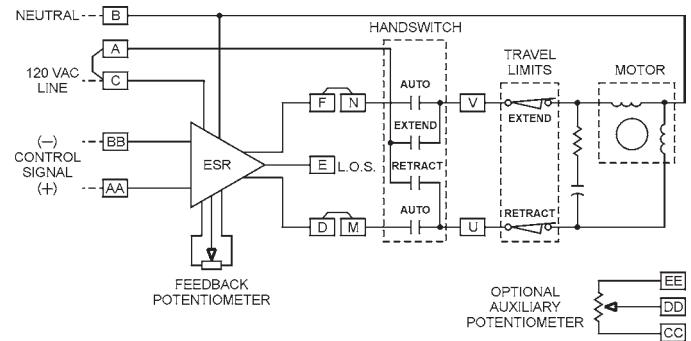 NEUTRAL
B
A
120 VAC
LINE
C
(−)
CONTROL
SIGNAL
(+)
BB
AA
ESR
FEEDBACK
POTENTIOMETER
F
N
E
L.O.S.
D
M
HANDSWITCH
AUTO
EXTEND
RETRACT
AUTO
V
U
TRAVEL
LIMITS
EXTEND
RETRACT
MOTOR
OPTIONAL
AUXILIARY
POTENTIOMETER
EE
DD
CC